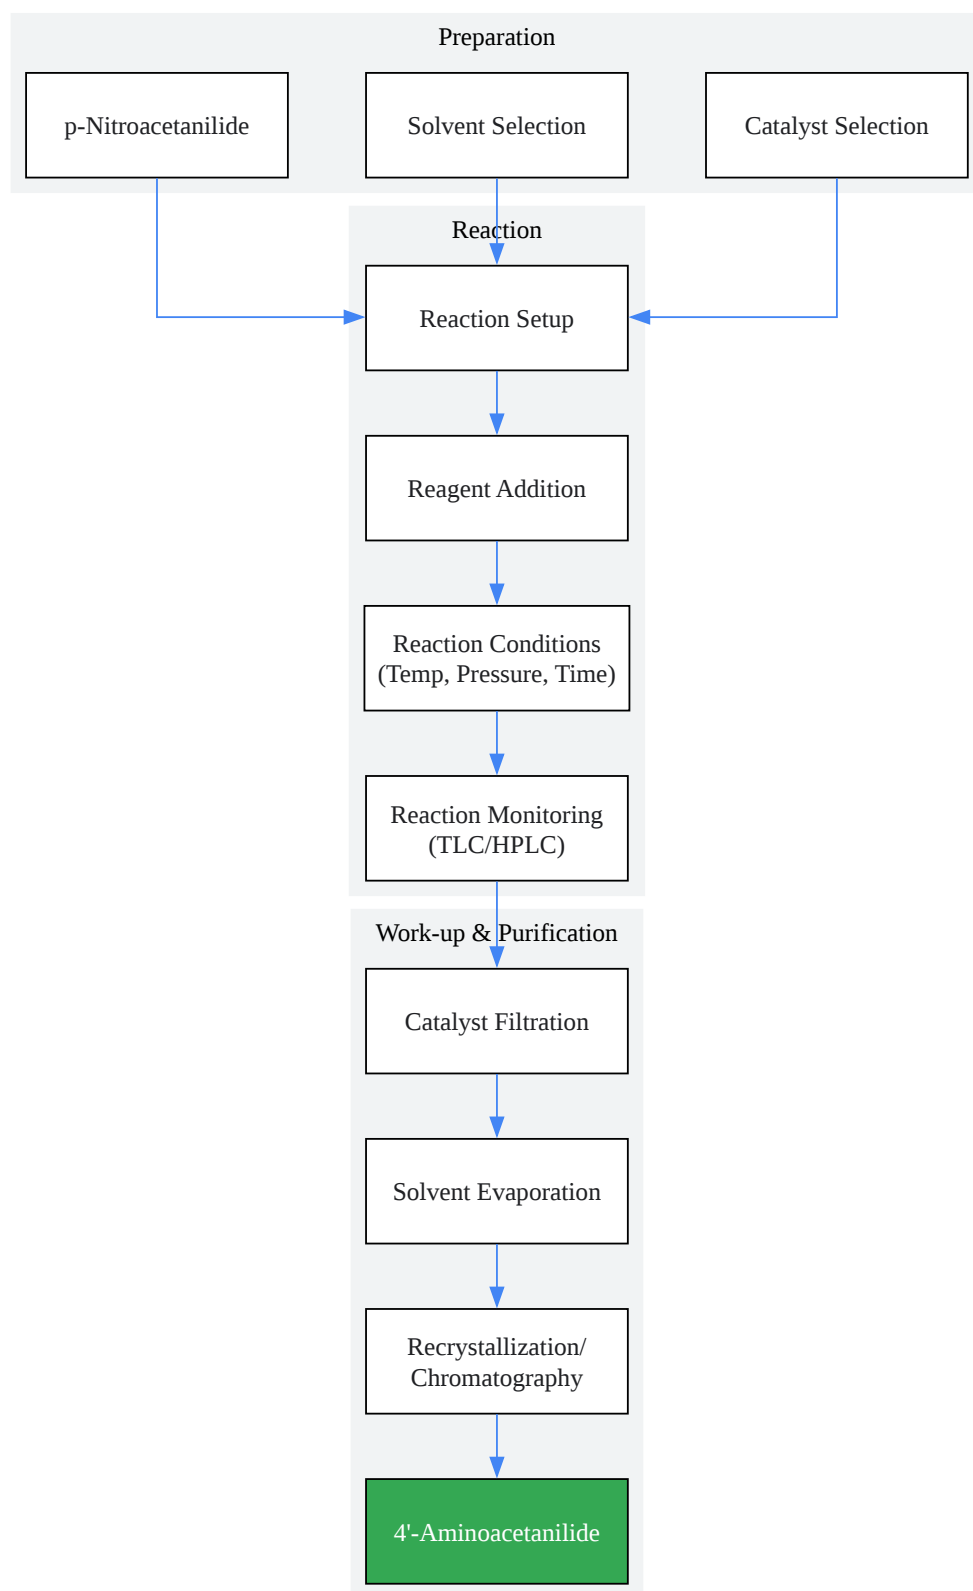 Preparation
p-Nitroacetanilide
Solvent Selection
Catalyst Selection
Reaction
Reaction Setup
Reagent Addition
Reaction Conditions
(Temp, Pressure, Time)
Reaction Monitoring
(TLC/HPLC)
Work-up & Purification
Catalyst Filtration
Solvent Evaporation
Recrystallization/
Chromatography
4'-Aminoacetanilide